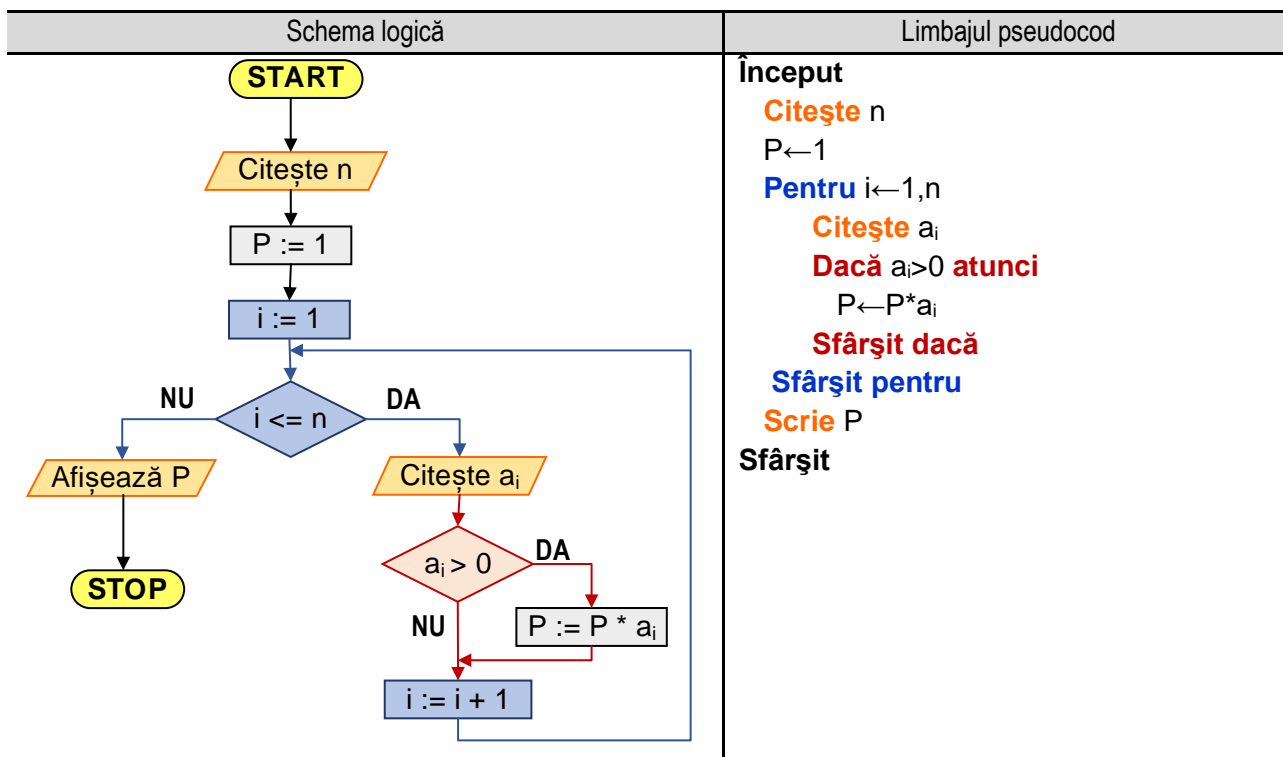 Schema logică
Limbajul pseudocod
START
Citește n
P := 1
i := 1
NU
i <= n
DA
Afișează P
Citește aᵢ
STOP
aᵢ > 0
DA
NU
P := P * aᵢ
i := i + 1
Început
Citeşte n
P←1
Pentru i←1,n
Citeşte aᵢ
Dacă aᵢ>0 atunci
P←P*aᵢ
Sfârşit dacă
Sfârşit pentru
Scrie P
Sfârşit